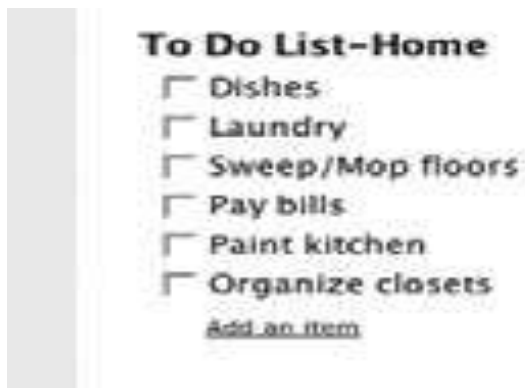 To Do List-Home
Dishes
Laundry
Sweep/Mop floors
Pay bills
Paint kitchen
Organize closets
Add an item